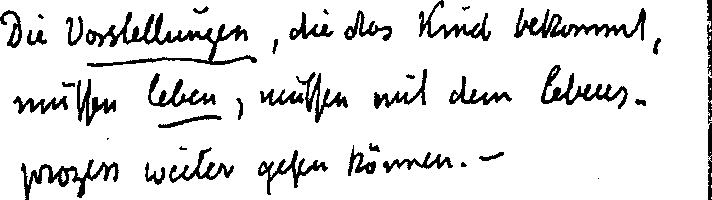 Die Vorstellungen, die das Kind bekommt,
müssen leben, müssen mit dem Lebens-
prozess weiter gehen können. –